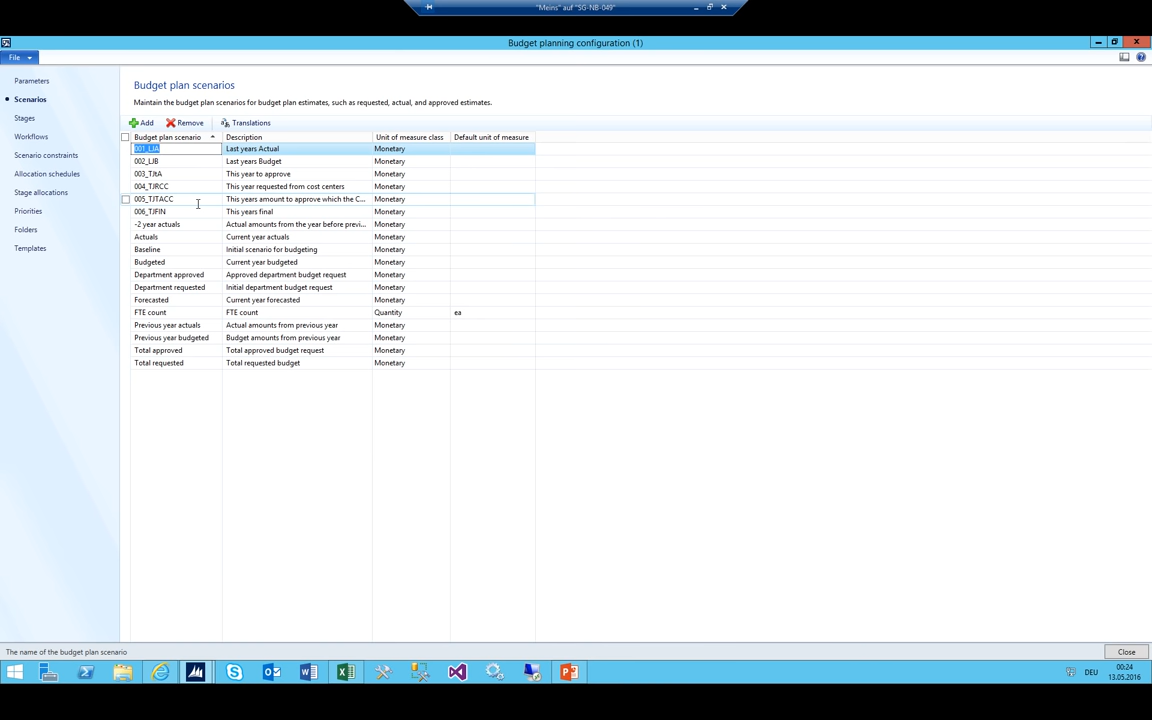 "Meins" auf "SG-NB-049"
Budget planning configuration (1)
File
Parameters
Scenarios
Stages
Workflows
Scenario constraints
Allocation schedules
Stage allocations
Priorities
Folders
Templates
Budget plan scenarios
Maintain the budget plan scenarios for budget plan estimates, such as requested, actual, and approved estimates.
Add Remove Translations
Budget plan scenario Description Unit of measure class Default unit of measure
001_LJA Last years Actual Monetary
002_LJB Last years Budget Monetary
003_TJtA This year to approve Monetary
004_TJRCC This year requested from cost centers Monetary
005_TJTACC This years amount to approve which the C... Monetary
006_TJFIN This years final Monetary
-2 year actuals Actual amounts from the year before previ... Monetary
Actuals Current year actuals Monetary
Baseline Initial scenario for budgeting Monetary
Budgeted Current year budgeted Monetary
Department approved Approved department budget request Monetary
Department requested Initial department budget request Monetary
Forecasted Current year forecasted Monetary
FTE count FTE count Quantity ea
Previous year actuals Actual amounts from previous year Monetary
Previous year budgeted Budget amounts from previous year Monetary
Total approved Total approved budget request Monetary
Total requested Total requested budget Monetary
The name of the budget plan scenario
Close
DEU
00:24
13.05.2016